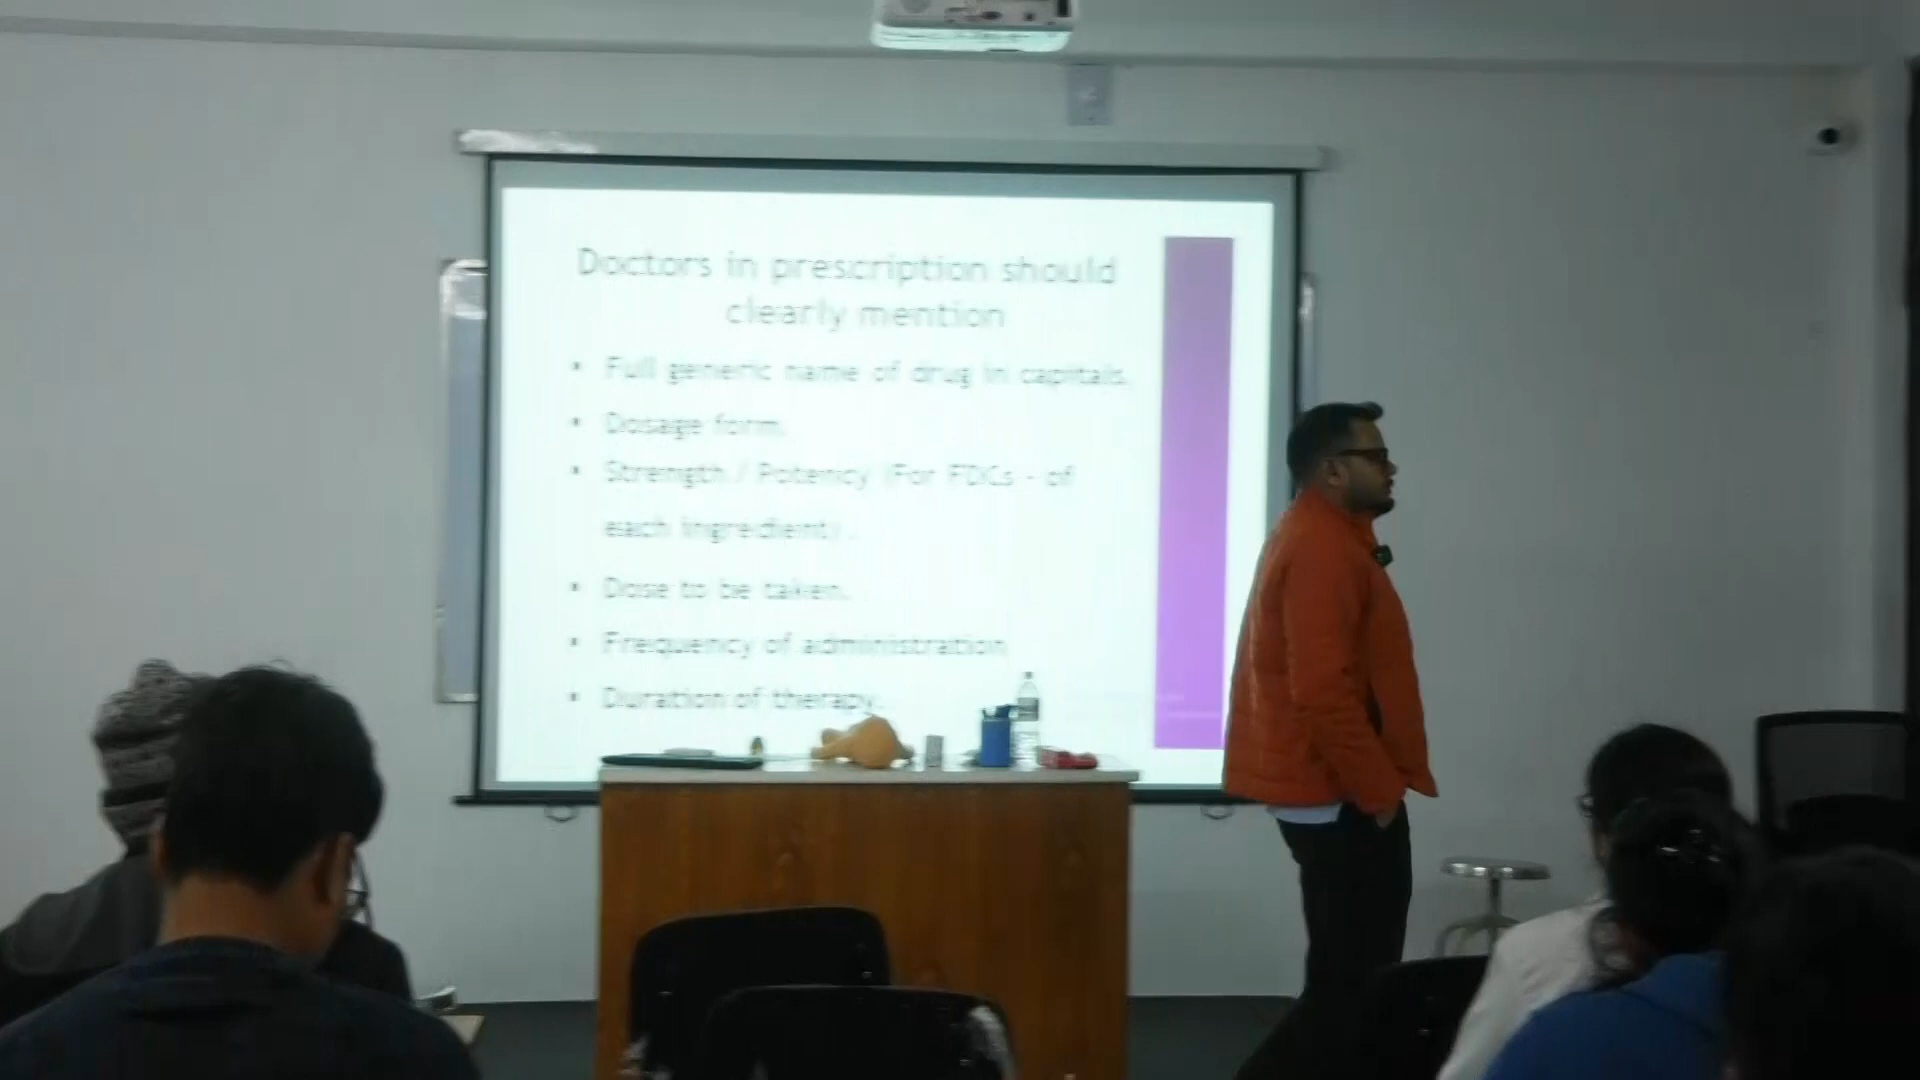 Doctors in prescription should
clearly mention
• Full generic name of drug in capitals.
• Dosage form.
• Strength / Potency (For FDCs - of
each ingredient) .
• Dose to be taken.
• Frequency of administration
• Duration of therapy.